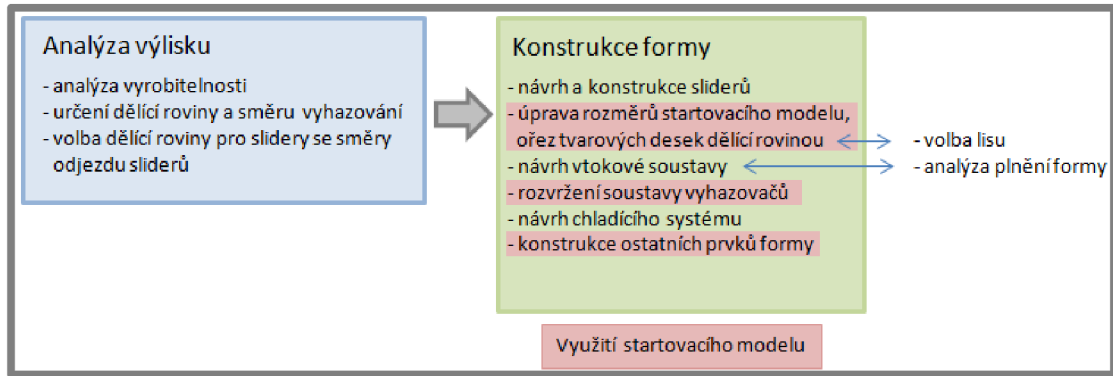 Analýza výlisku
- analýza vyrobitelnosti
- určení dělící roviny a směru vyhazování
- volba dělící roviny pro slidery se směry
odjezdu sliderů
Konstrukce formy
- návrh a konstrukce sliderů
- úprava rozměrů startovacího modelu,
ořez tvarových desek dělící rovinou
- návrh vtokové soustavy
- rozvržení soustavy vyhazovačů
- návrh chladícího systému
- konstrukce ostatních prvků formy
- volba lisu
- analýza plnění formy
Využití startovacího modelu